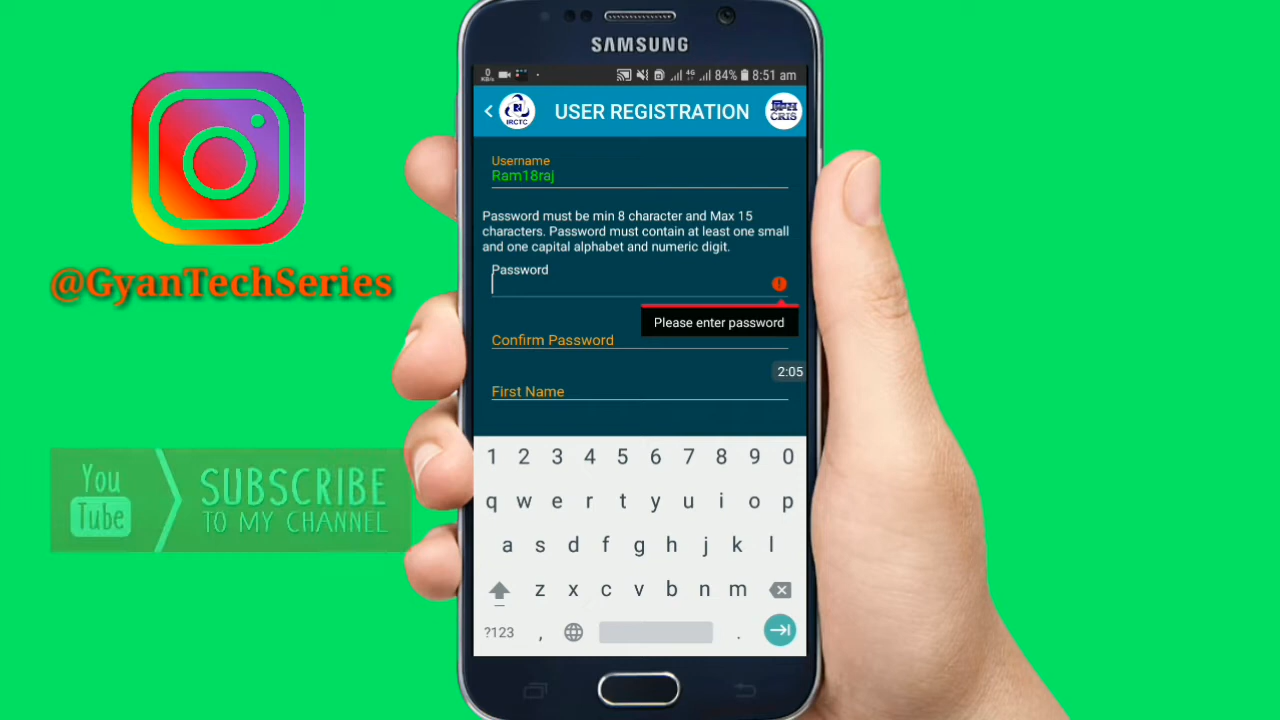 SAMSUNG
0
KB/s
4G
84%
8:51 am
IRCTC
USER REGISTRATION
CRIS
Username
Ram18raj
Password must be min 8 character and Max 15
characters. Password must contain at least one small
and one capital alphabet and numeric digit.
Password
Please enter password
Confirm Password
2:05
First Name
1 2 3 4 5 6 7 8 9 0
q w e r t y u i o p
a s d f g h j k l
z x c v b n m
?123 , .
@GyanTechSeries
You
Tube
SUBSCRIBE
TO MY CHANNEL